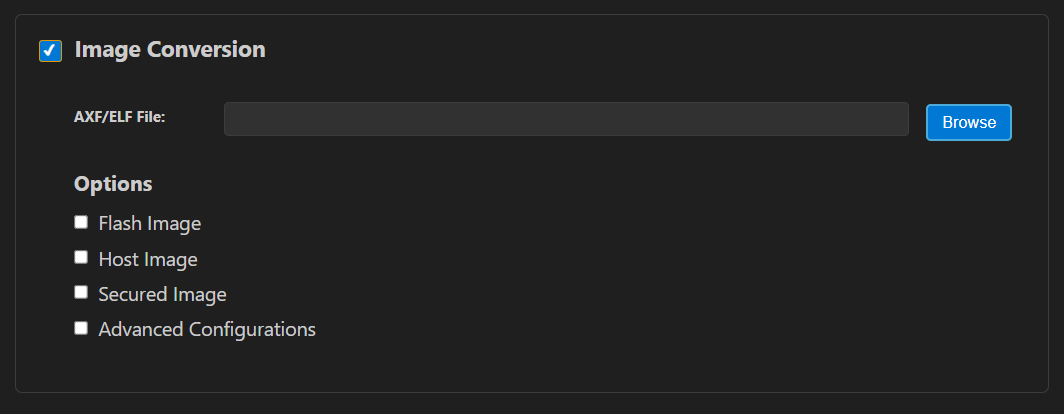 Image Conversion
AXF/ELF File:
Browse
Options
Flash Image
Host Image
Secured Image
Advanced Configurations